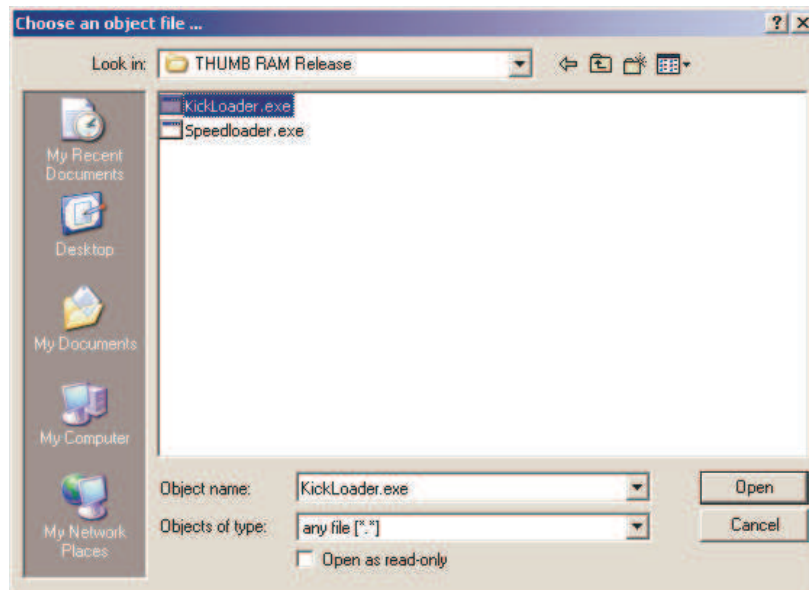 Choose an object file ...
Look in: THUMB RAM Release
KickLoader.exe
Speedloader.exe
My Recent
Documents
Desktop
My Documents
My Computer
My Network
Places
Object name: KickLoader.exe Open
Objects of type: any file [*.*] Cancel
Open as read-only